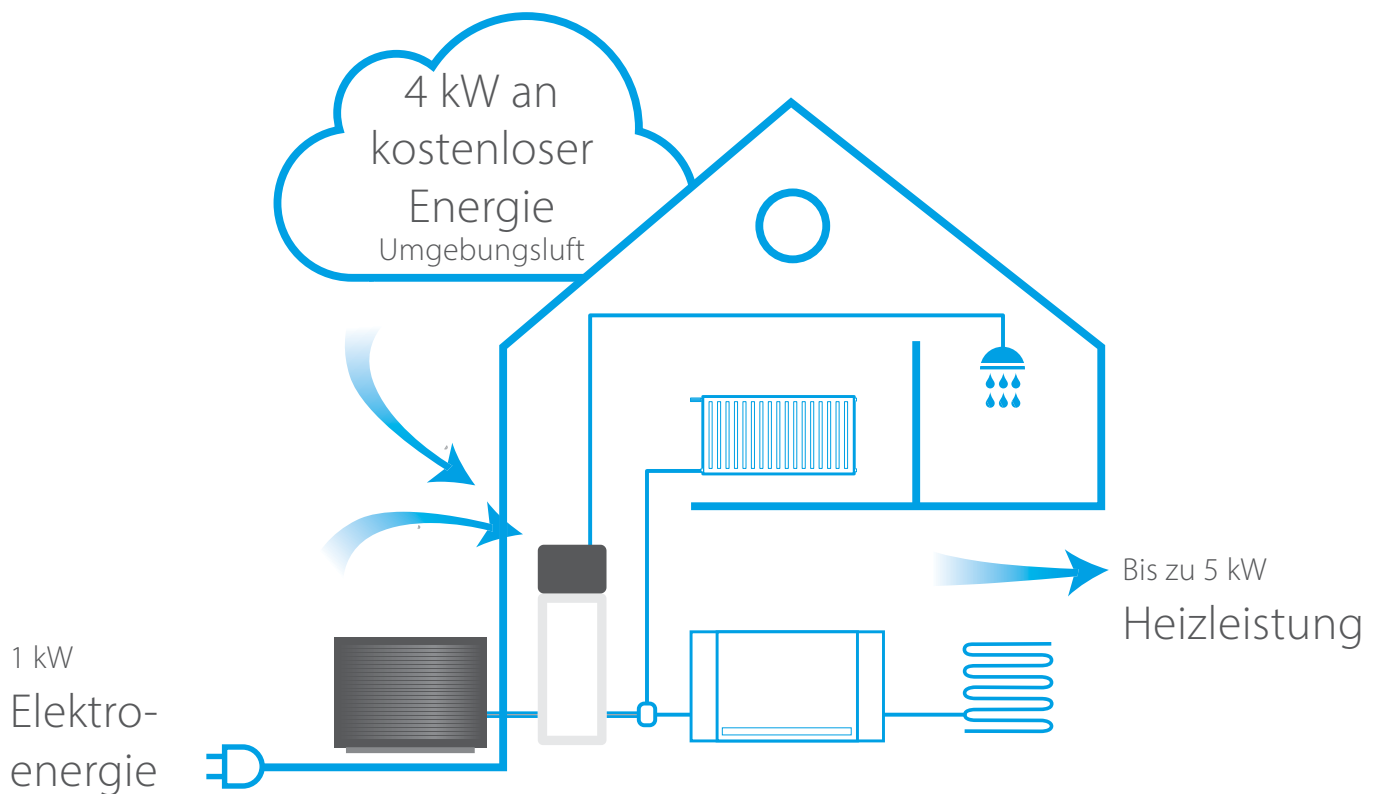 4 kW an
kostenloser
Energie
Umgebungsluft
Bis zu 5 kW
Heizleistung
1 kW
Elektro-
energie